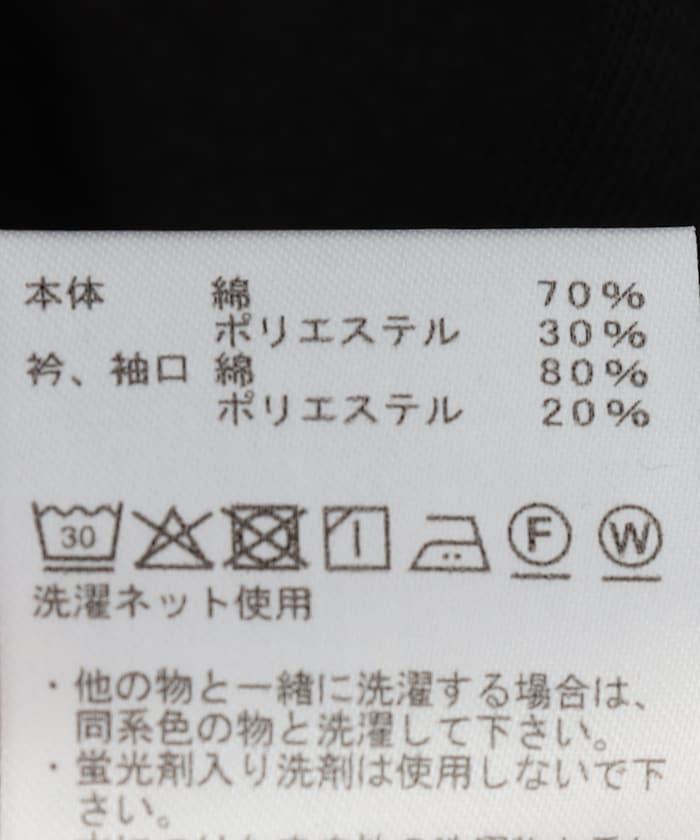 本体 綿 70%
ポリエステル 30%
衿、袖口 綿 80%
ポリエステル 20%
30 F W
洗濯ネット使用
・他の物と一緒に洗濯する場合は、
同系色の物と洗濯して下さい。
・蛍光剤入り洗剤は使用しないで下
さい。